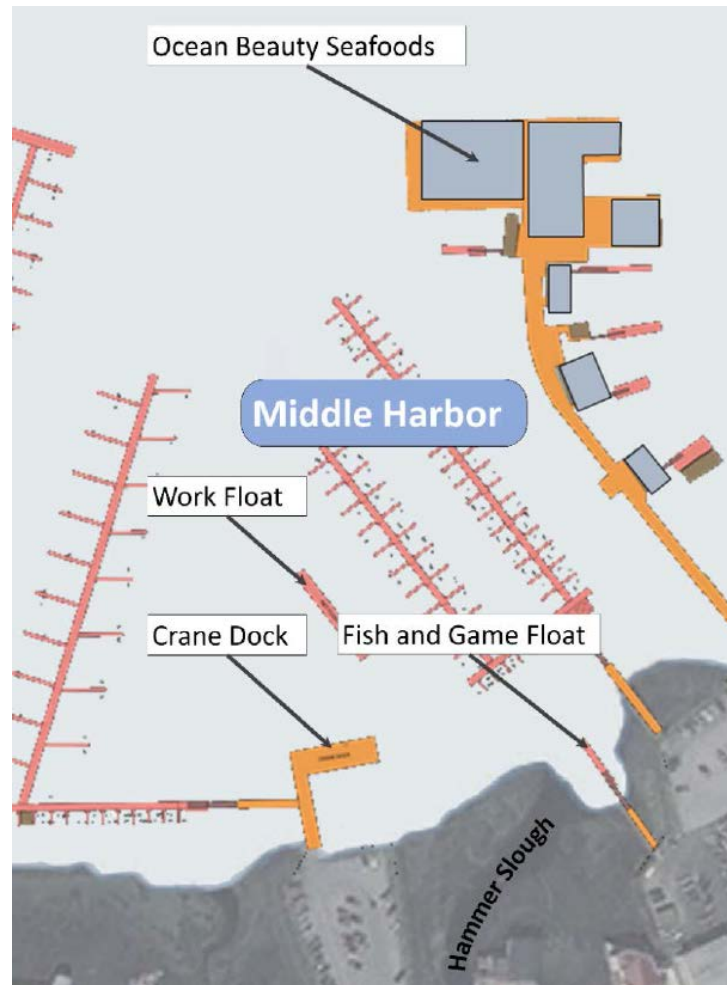 Ocean Beauty Seafoods
Middle Harbor
Work Float
Crane Dock
Fish and Game Float
Hammer Slough